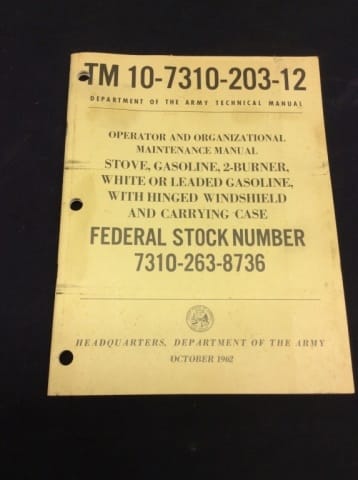 TM 10-7310-203-12
DEPARTMENT OF THE ARMY TECHNICAL MANUAL
OPERATOR AND ORGANIZATIONAL
MAINTENANCE MANUAL
STOVE, GASOLINE, 2-BURNER,
WHITE OR LEADED GASOLINE,
WITH HINGED WINDSHIELD
AND CARRYING CASE
FEDERAL STOCK NUMBER
7310-263-8736
HEADQUARTERS, DEPARTMENT OF THE ARMY
OCTOBER 1962